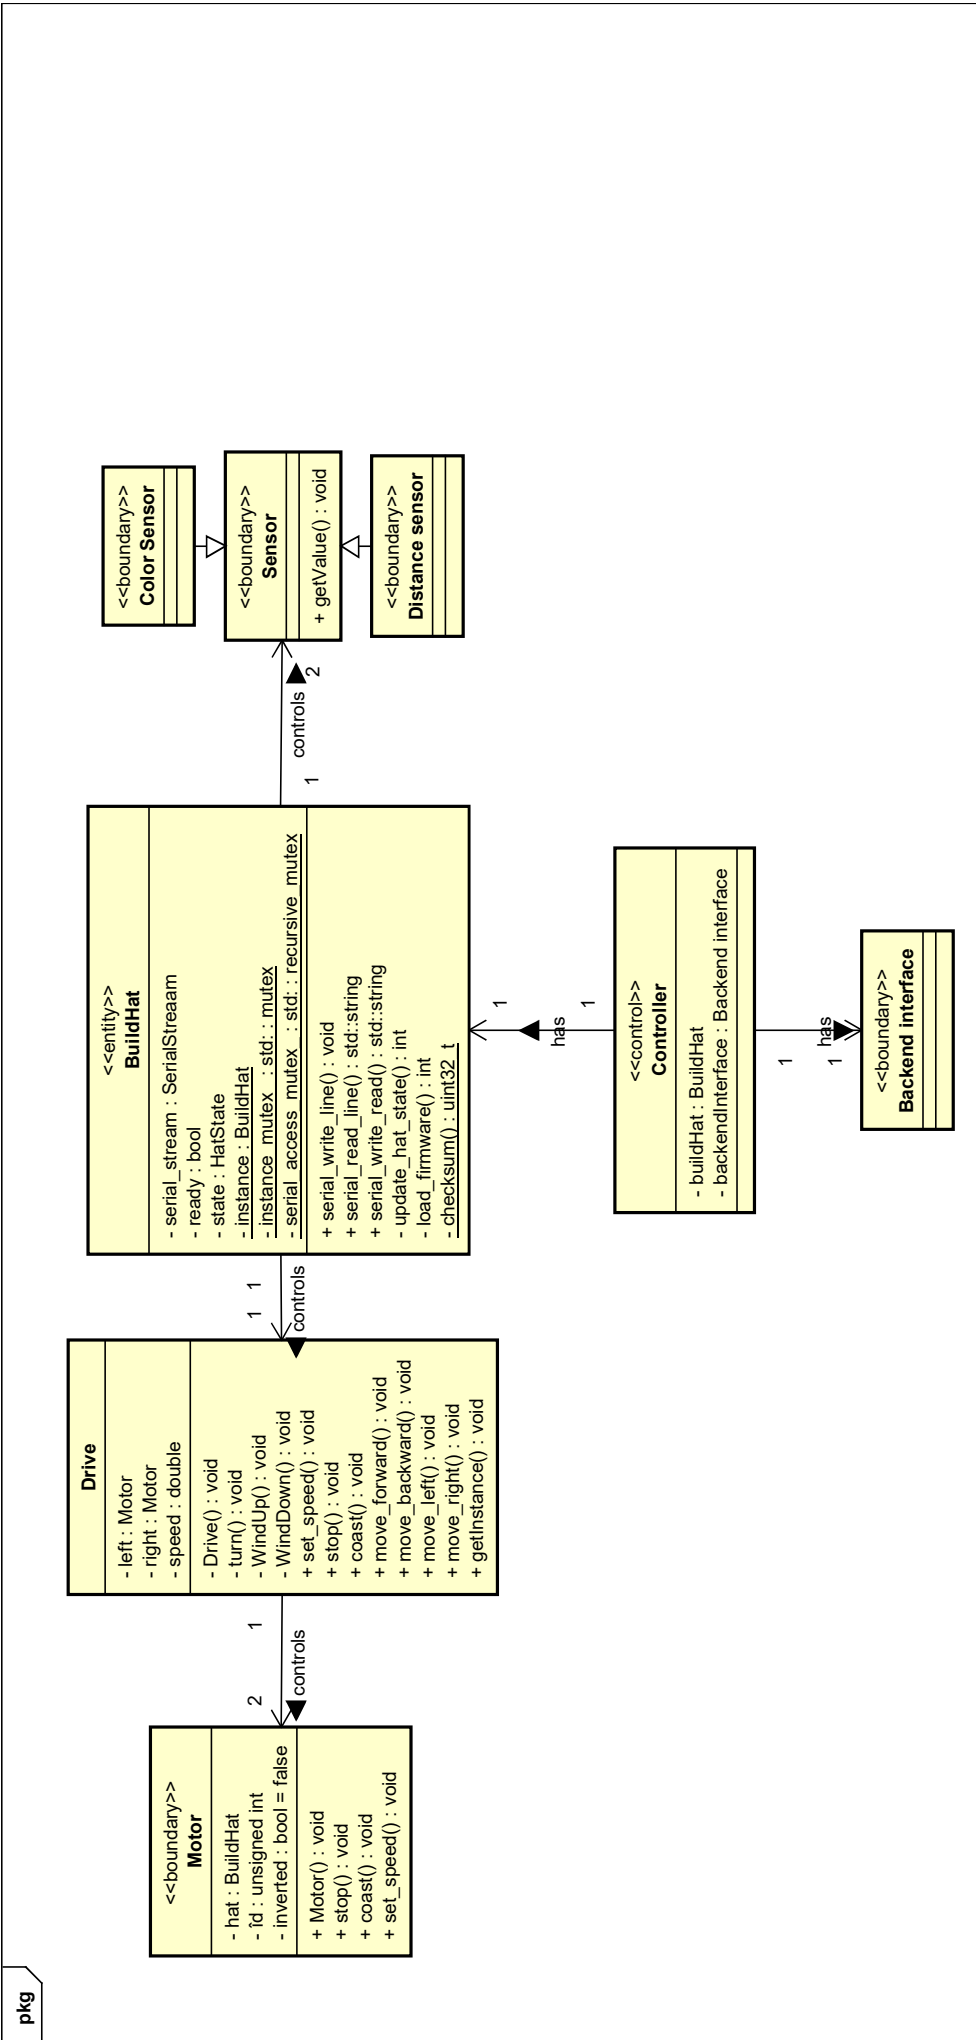 pkg
<<boundary>>
Motor
- hat : BuildHat
- îd : unsigned int
- inverted : bool = false
+ Motor() : void
+ stop() : void
+ coast() : void
+ set_speed() : void
2
1
controls
Drive
- left : Motor
- right : Motor
- speed : double
- Drive() : void
- turn() : void
- WindUp() : void
- WindDown() : void
+ set_speed() : void
+ stop() : void
+ coast() : void
+ move_forward() : void
+ move_backward() : void
+ move_left() : void
+ move_right() : void
+ getInstance() : void
1
1
controls
<<entity>>
BuildHat
- serial_stream : SerialStreaam
- ready : bool
- state : HatState
- instance : BuildHat
- instance_mutex_ : std: : mutex
- serial_access_mutex_ : std: : recursive_mutex
+ serial_write_line() : void
+ serial_read_line() : std::string
+ serial_write_read() : std::string
- update_hat_state() : int
- load_firmware() : int
- checksum() : uint32_t
1
controls
2
<<boundary>>
Color Sensor
<<boundary>>
Sensor
+ getValue() : void
<<boundary>>
Distance sensor
1
has
1
<<control>>
Controller
- buildHat : BuildHat
- backendInterface : Backend interface
1
has
1
<<boundary>>
Backend interface